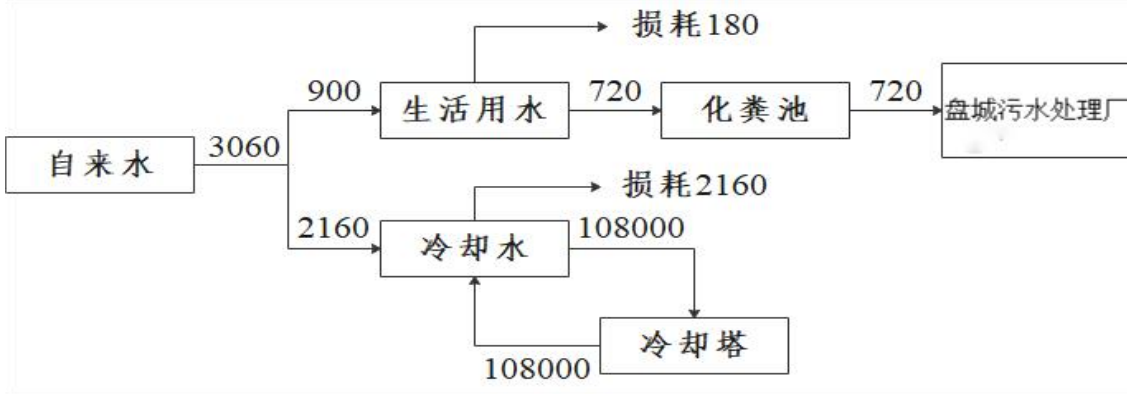 损耗180
900
生活用水
720
化粪池
720
盘城污水处理厂
自来水
3060
损耗2160
2160
冷却水
108000
冷却塔
108000